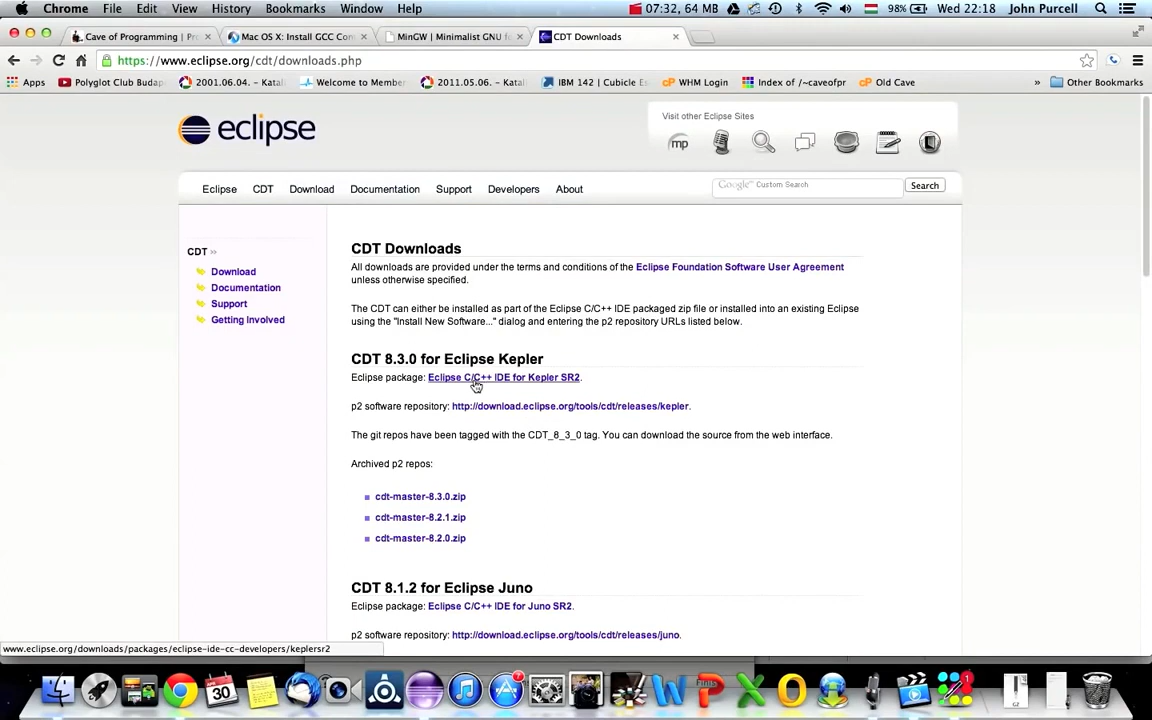 Chrome File Edit View History Bookmarks Window Help 07:32, 64 MB 98% Wed 22:18 John Purcell
Cave of Programming | Pr Mac OS X: Install GCC Con MinGW | Minimalist GNU f CDT Downloads
https://www.eclipse.org/cdt/downloads.php
Apps Polyglot Club Budap 2001.06.04. - Katali Welcome to Member 2011.05.06. - Katali IBM 142 | Cubicle E WHM Login Index of /caveofpr Old Cave » Other Bookmarks
eclipse
Visit other Eclipse Sites
mp
Eclipse CDT Download Documentation Support Developers About
Google™ Custom Search Search
CDT »
Download
Documentation
Support
Getting Involved
CDT Downloads
All downloads are provided under the terms and conditions of the Eclipse Foundation Software User Agreement
unless otherwise specified.
The CDT can either be installed as part of the Eclipse C/C++ IDE packaged zip file or installed into an existing Eclipse
using the "Install New Software..." dialog and entering the p2 repository URLs listed below.
CDT 8.3.0 for Eclipse Kepler
Eclipse package: Eclipse C/C++ IDE for Kepler SR2.
p2 software repository: http://download.eclipse.org/tools/cdt/releases/kepler.
The git repos have been tagged with the CDT_8_3_0 tag. You can download the source from the web interface.
Archived p2 repos:
cdt-master-8.3.0.zip
cdt-master-8.2.1.zip
cdt-master-8.2.0.zip
CDT 8.1.2 for Eclipse Juno
Eclipse package: Eclipse C/C++ IDE for Juno SR2.
p2 software repository: http://download.eclipse.org/tools/cdt/releases/juno.
www.eclipse.org/downloads/packages/eclipse-ide-cc-developers/keplersr2